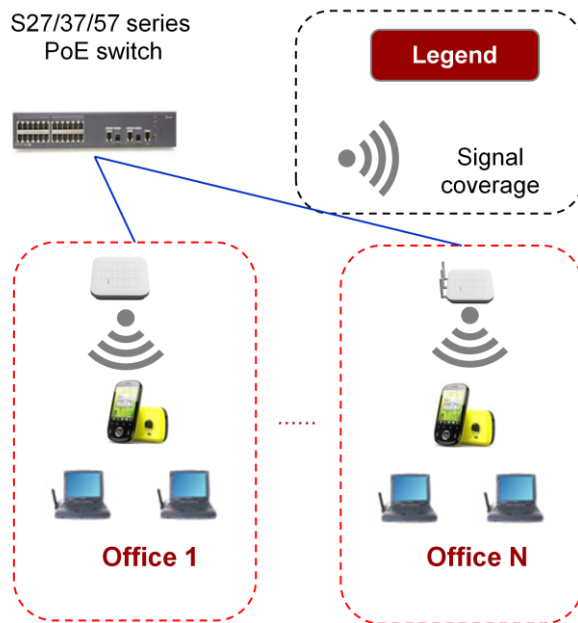 S27/37/57 series
PoE switch
Legend
Signal
coverage
......
Office 1
Office N